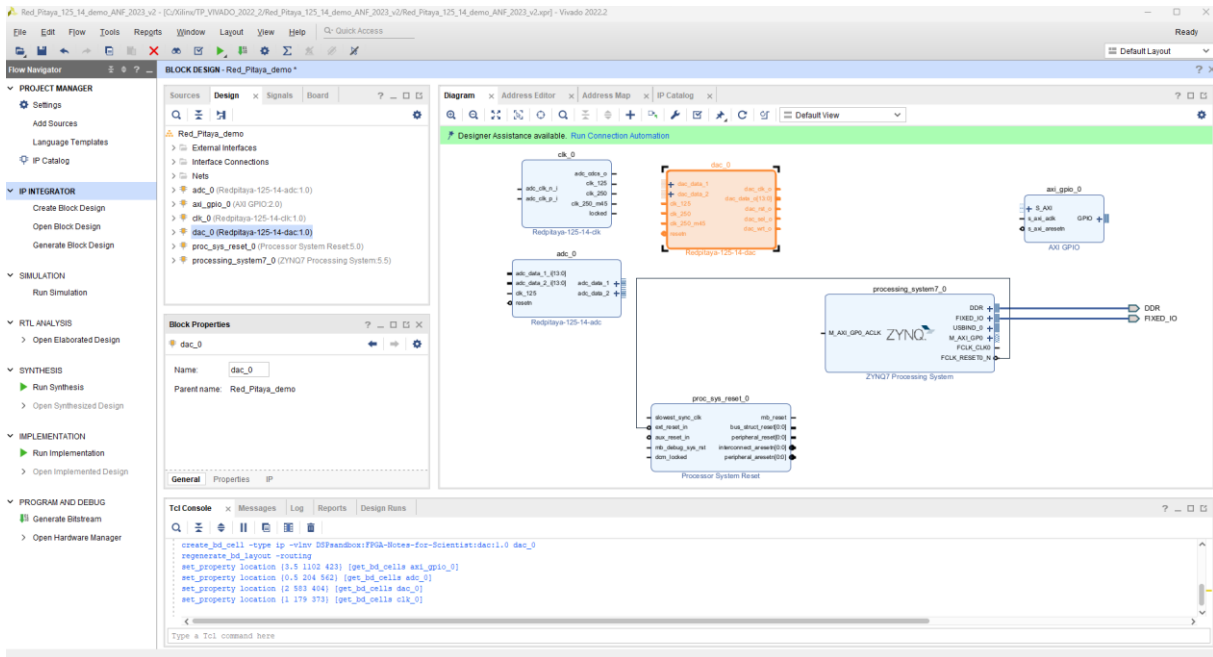 Red_Pitaya_125_14_demo_ANF_2023_v2 - [C:/Xilinx/TP_VIVADO_2022_2/Red_Pitaya_125_14_demo_ANF_2023_v2/Red_Pitaya_125_14_demo_ANF_2023_v2.xpr] - Vivado 2022.2
File Edit Flow Tools Reports Window Layout View Help Q- Quick Access Ready
Default Layout
Flow Navigator
PROJECT MANAGER
Settings
Add Sources
Language Templates
IP Catalog
IP INTEGRATOR
Create Block Design
Open Block Design
Generate Block Design
SIMULATION
Run Simulation
RTL ANALYSIS
Open Elaborated Design
SYNTHESIS
Run Synthesis
Open Synthesized Design
IMPLEMENTATION
Run Implementation
Open Implemented Design
PROGRAM AND DEBUG
Generate Bitstream
Open Hardware Manager
BLOCK DESIGN - Red_Pitaya_demo *
Sources Design Signals Board
Red_Pitaya_demo
External Interfaces
Interface Connections
Nets
adc_0 (Redpitaya-125-14-adc:1.0)
axi_gpio_0 (AXI GPIO:2.0)
clk_0 (Redpitaya-125-14-clk:1.0)
dac_0 (Redpitaya-125-14-dac:1.0)
proc_sys_reset_0 (Processor System Reset:5.0)
processing_system7_0 (ZYNQ7 Processing System:5.5)
Block Properties
dac_0
Name: dac_0
Parent name: Red_Pitaya_demo
General Properties IP
Diagram Address Editor Address Map IP Catalog
Default View
Designer Assistance available. Run Connection Automation
clk_0
adc_clk_n_i
adc_clk_p_i
adc_cdcs_o
clk_125
clk_250
clk_250_m45
locked
Redpitaya-125-14-clk
dac_0
dac_data_1
dac_data_2
clk_125
clk_250
clk_250_m45
resetn
dac_clk_o
dac_data_o[13:0]
dac_rst_o
dac_sel_o
dac_wrt_o
Redpitaya-125-14-dac
axi_gpio_0
S_AXI
s_axi_aclk
s_axi_aresetn
GPIO
AXI GPIO
adc_0
adc_data_1_i[13:0]
adc_data_2_i[13:0]
clk_125
resetn
adc_data_1
adc_data_2
Redpitaya-125-14-adc
processing_system7_0
M_AXI_GP0_ACLK
ZYNQ
DDR
FIXED_IO
USBIND_0
M_AXI_GP0
FCLK_CLK0
FCLK_RESET0_N
DDR
FIXED_IO
ZYNQ7 Processing System
proc_sys_reset_0
slowest_sync_clk
ext_reset_in
aux_reset_in
mb_debug_sys_rst
dcm_locked
mb_reset
bus_struct_reset[0:0]
peripheral_reset[0:0]
interconnect_aresetn[0:0]
peripheral_aresetn[0:0]
Processor System Reset
Tcl Console Messages Log Reports Design Runs
create_bd_cell -type ip -vlnv DSPsandbox:FPGA-Notes-for-Scientist:dac:1.0 dac_0
regenerate_bd_layout -routing
set_property location {3.5 1102 423} [get_bd_cells axi_gpio_0]
set_property location {0.5 204 562} [get_bd_cells adc_0]
set_property location {2 583 404} [get_bd_cells dac_0]
set_property location {1 179 373} [get_bd_cells clk_0]
Type a Tcl command here